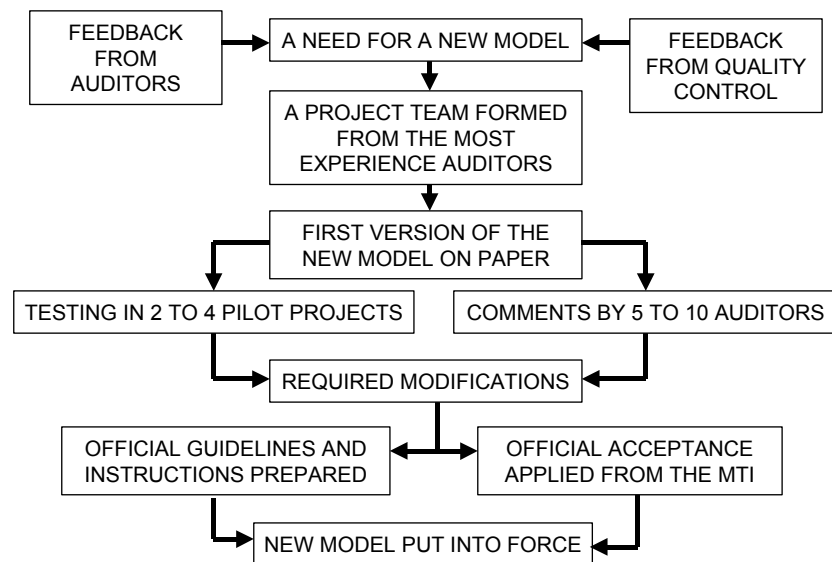 FEEDBACK
FROM
AUDITORS
A NEED FOR A NEW MODEL
FEEDBACK
FROM QUALITY
CONTROL
A PROJECT TEAM FORMED
FROM THE MOST
EXPERIENCE AUDITORS
FIRST VERSION OF THE
NEW MODEL ON PAPER
TESTING IN 2 TO 4 PILOT PROJECTS
COMMENTS BY 5 TO 10 AUDITORS
REQUIRED MODIFICATIONS
OFFICIAL GUIDELINES AND
INSTRUCTIONS PREPARED
OFFICIAL ACCEPTANCE
APPLIED FROM THE MTI
NEW MODEL PUT INTO FORCE